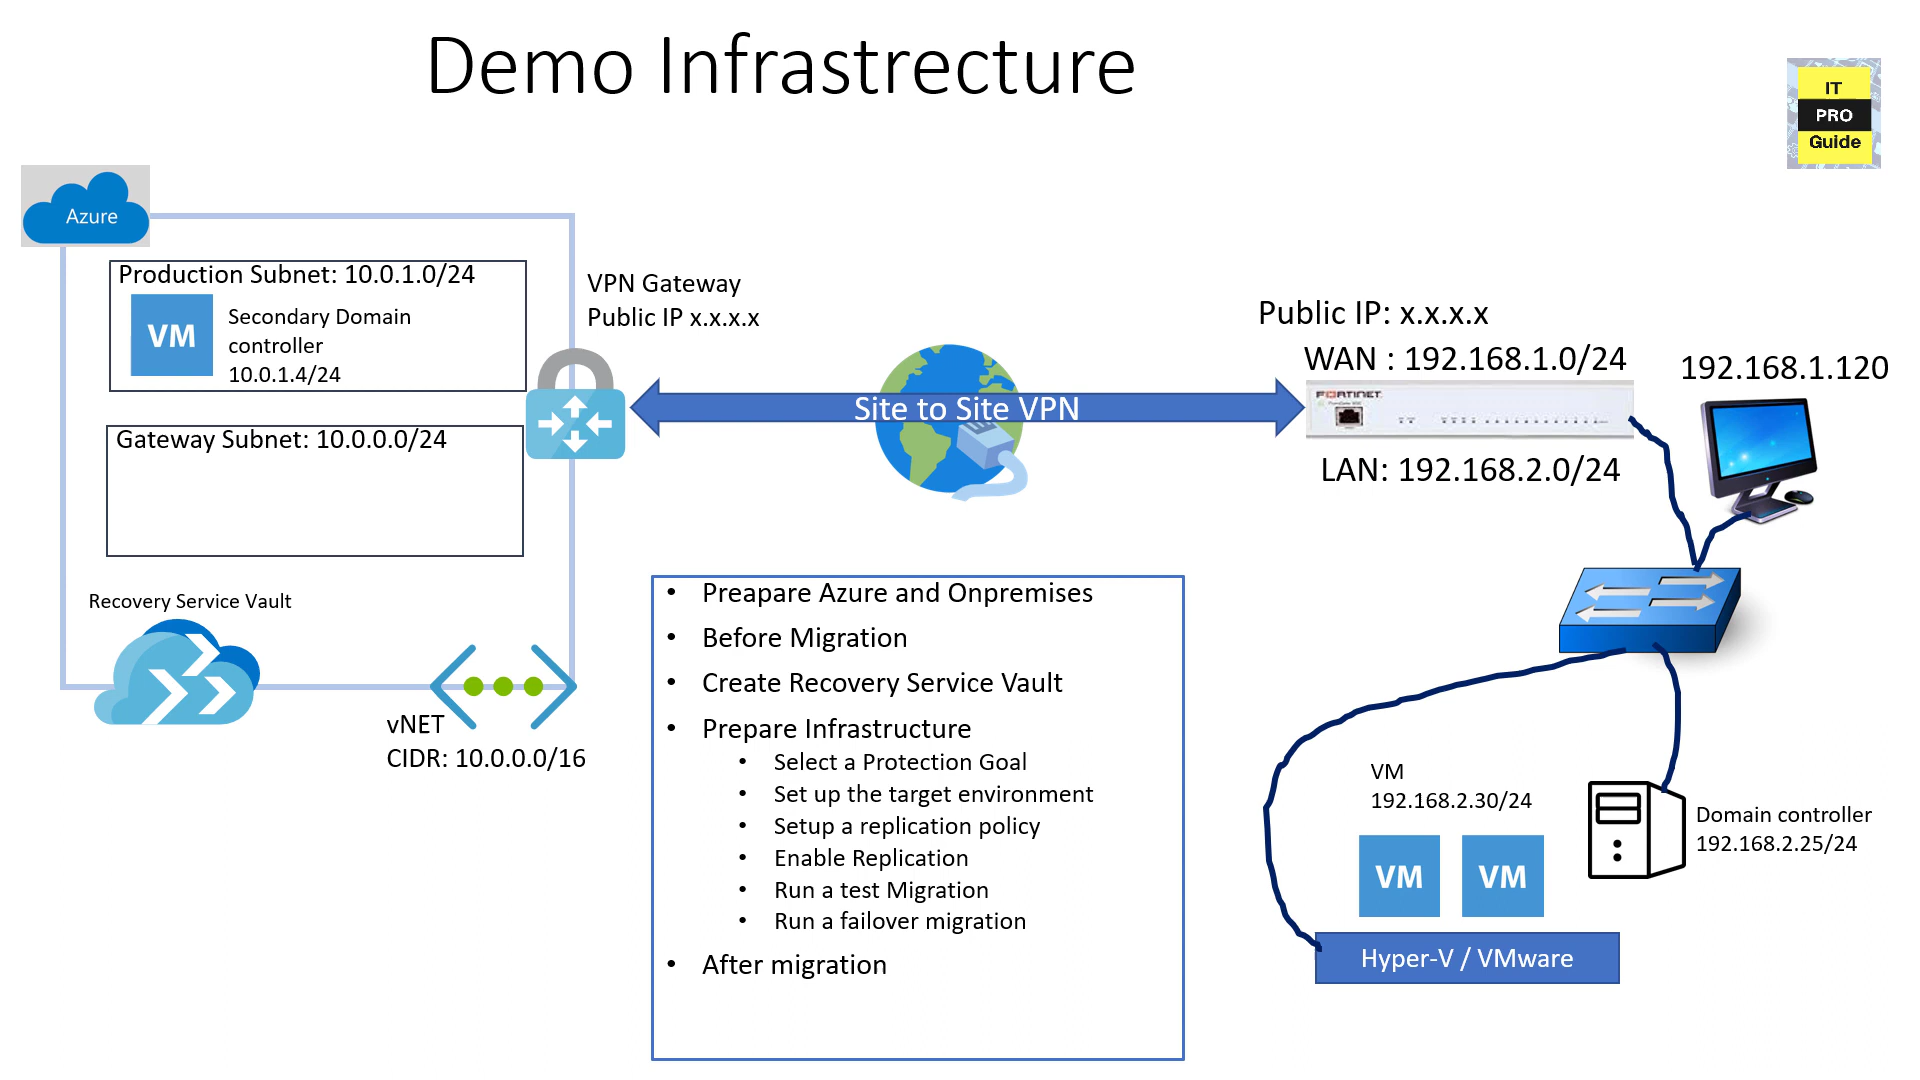 Demo Infrastrecture
IT
PRO
Guide
Azure
Production Subnet: 10.0.1.0/24
VM
Secondary Domain
controller
10.0.1.4/24
Gateway Subnet: 10.0.0.0/24
Recovery Service Vault
vNET
CIDR: 10.0.0.0/16
VPN Gateway
Public IP x.x.x.x
Site to Site VPN
Public IP: x.x.x.x
WAN : 192.168.1.0/24
FORTINET
LAN: 192.168.2.0/24
192.168.1.120
• Preapare Azure and Onpremises
• Before Migration
• Create Recovery Service Vault
• Prepare Infrastructure
• Select a Protection Goal
• Set up the target environment
• Setup a replication policy
• Enable Replication
• Run a test Migration
• Run a failover migration
• After migration
VM
192.168.2.30/24
VM VM
Hyper-V / VMware
Domain controller
192.168.2.25/24